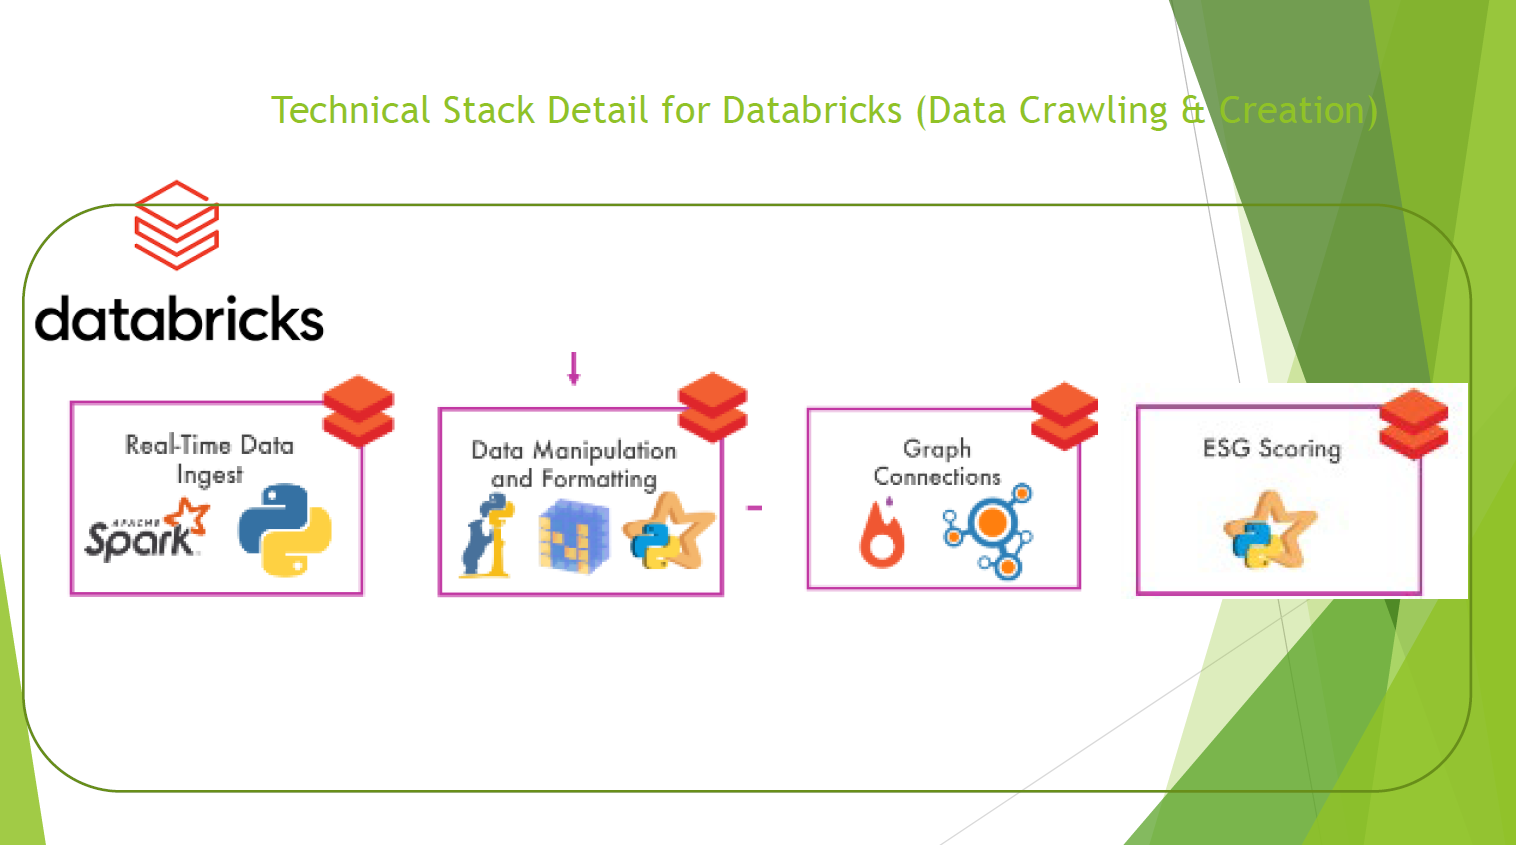 Technical Stack Detail for Databricks (Data Crawling & Creation)
databricks
Real-Time Data
Ingest
APACHE
Spark
Data Manipulation
and Formatting
Graph
Connections
ESG Scoring